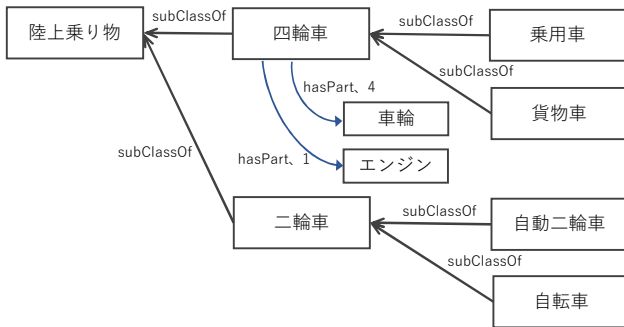 陸上乗り物
subClassOf
四輪車
subClassOf
乗用車
subClassOf
貨物車
hasPart、4
車輪
hasPart、1
エンジン
subClassOf
二輪車
subClassOf
自動二輪車
subClassOf
自転車